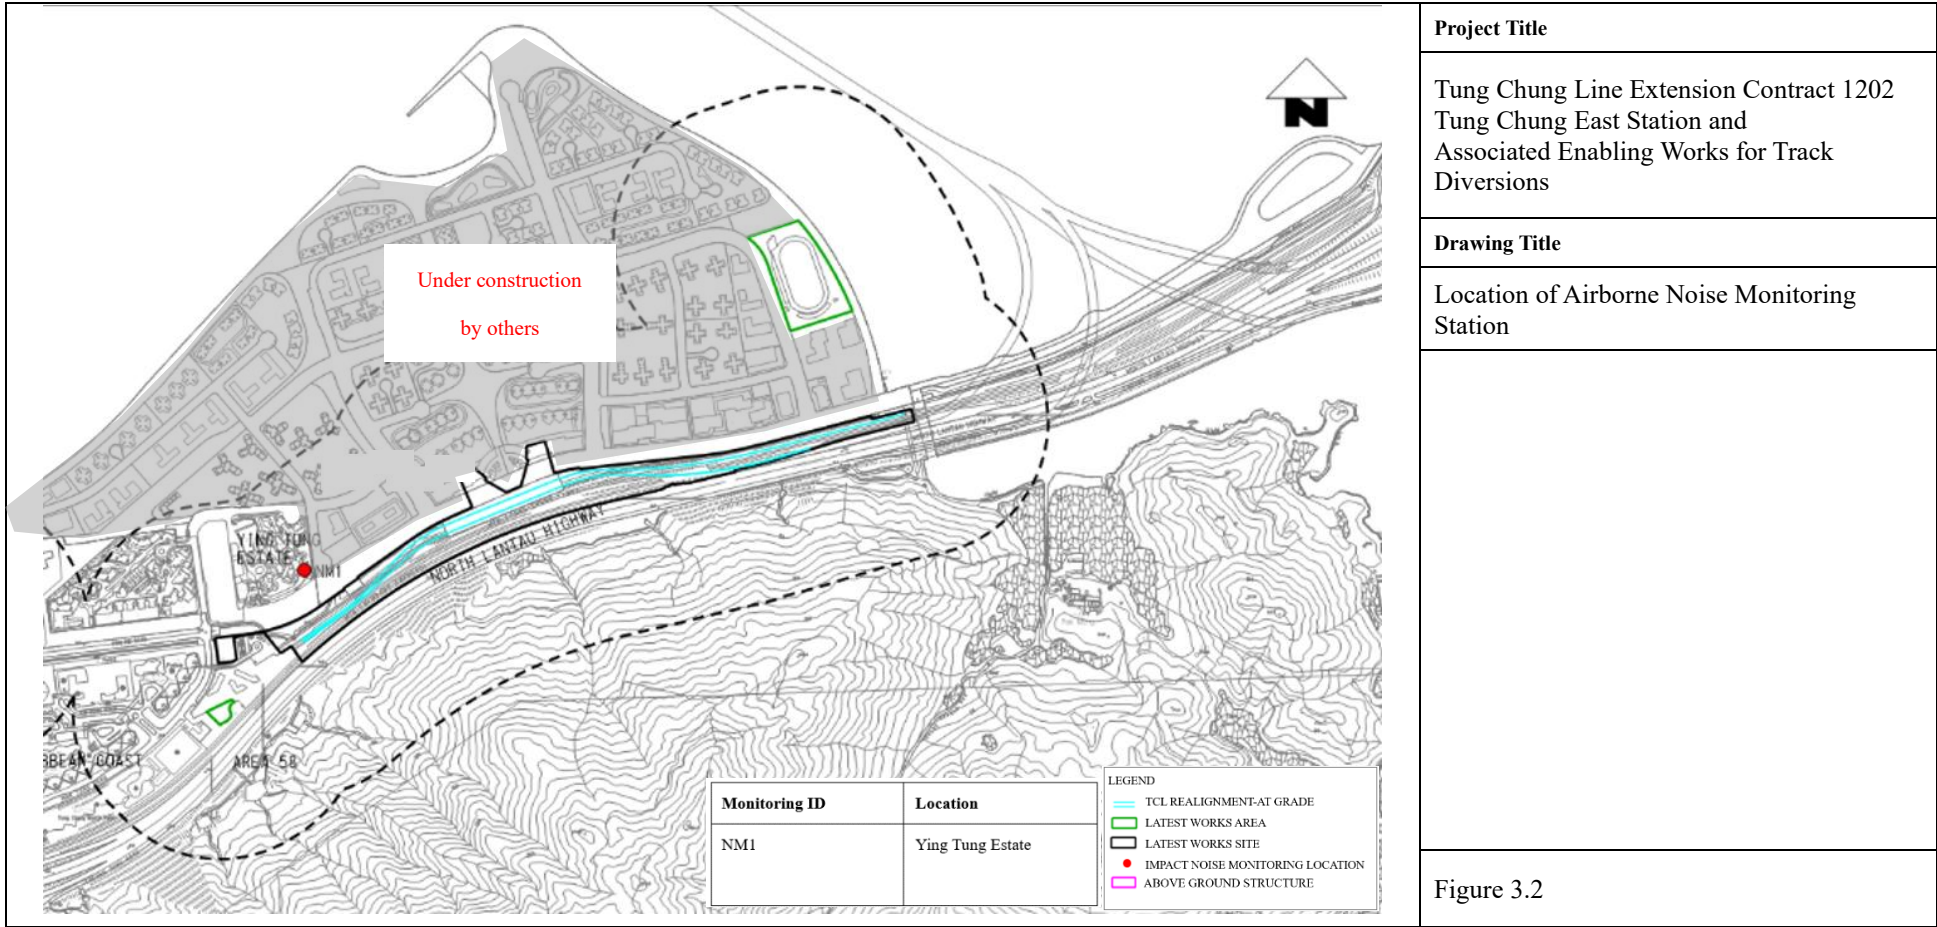 Project Title
Tung Chung Line Extension Contract 1202
Tung Chung East Station and
Associated Enabling Works for Track
Diversions
Drawing Title
Location of Airborne Noise Monitoring
Station
Figure 3.2
N
Under construction
by others
YING TUNG
ESTATE
NM1
NORTH LANTAU HIGHWAY
BBEAN COAST
AREA 58
Monitoring ID
Location
NM1
Ying Tung Estate
LEGEND
TCL REALIGNMENT-AT GRADE
LATEST WORKS AREA
LATEST WORKS SITE
IMPACT NOISE MONITORING LOCATION
ABOVE GROUND STRUCTURE